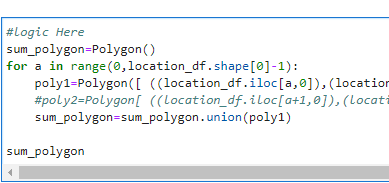 #logic Here
sum_polygon=Polygon()
for a in range(0,location_df.shape[0]-1):
    poly1=Polygon([ ((location_df.iloc[a,0]),(location
    #poly2=Polygon[ ((location_df.iloc[a+1,0]),(locati
    sum_polygon=sum_polygon.union(poly1)
sum_polygon